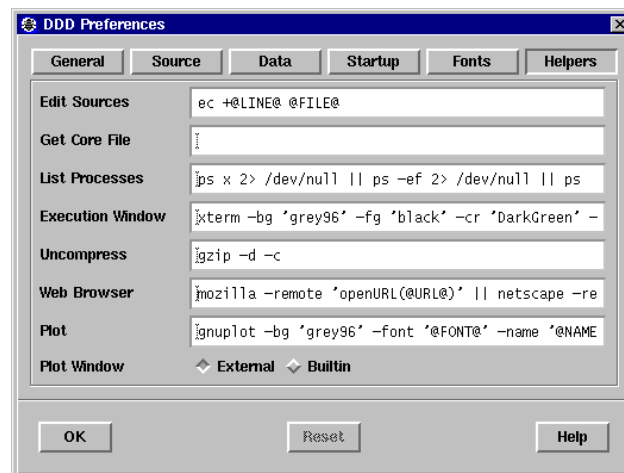 DDD Preferences
General Source Data Startup Fonts Helpers
Edit Sources ec +@LINE@ @FILE@
Get Core File
List Processes ps x 2> /dev/null || ps -ef 2> /dev/null || ps
Execution Window xterm -bg 'grey96' -fg 'black' -cr 'DarkGreen' -
Uncompress gzip -d -c
Web Browser mozilla -remote 'openURL(@URL@)' || netscape -re
Plot gnuplot -bg 'grey96' -font '@FONT@' -name '@NAME
Plot Window External Builtin
OK Reset Help